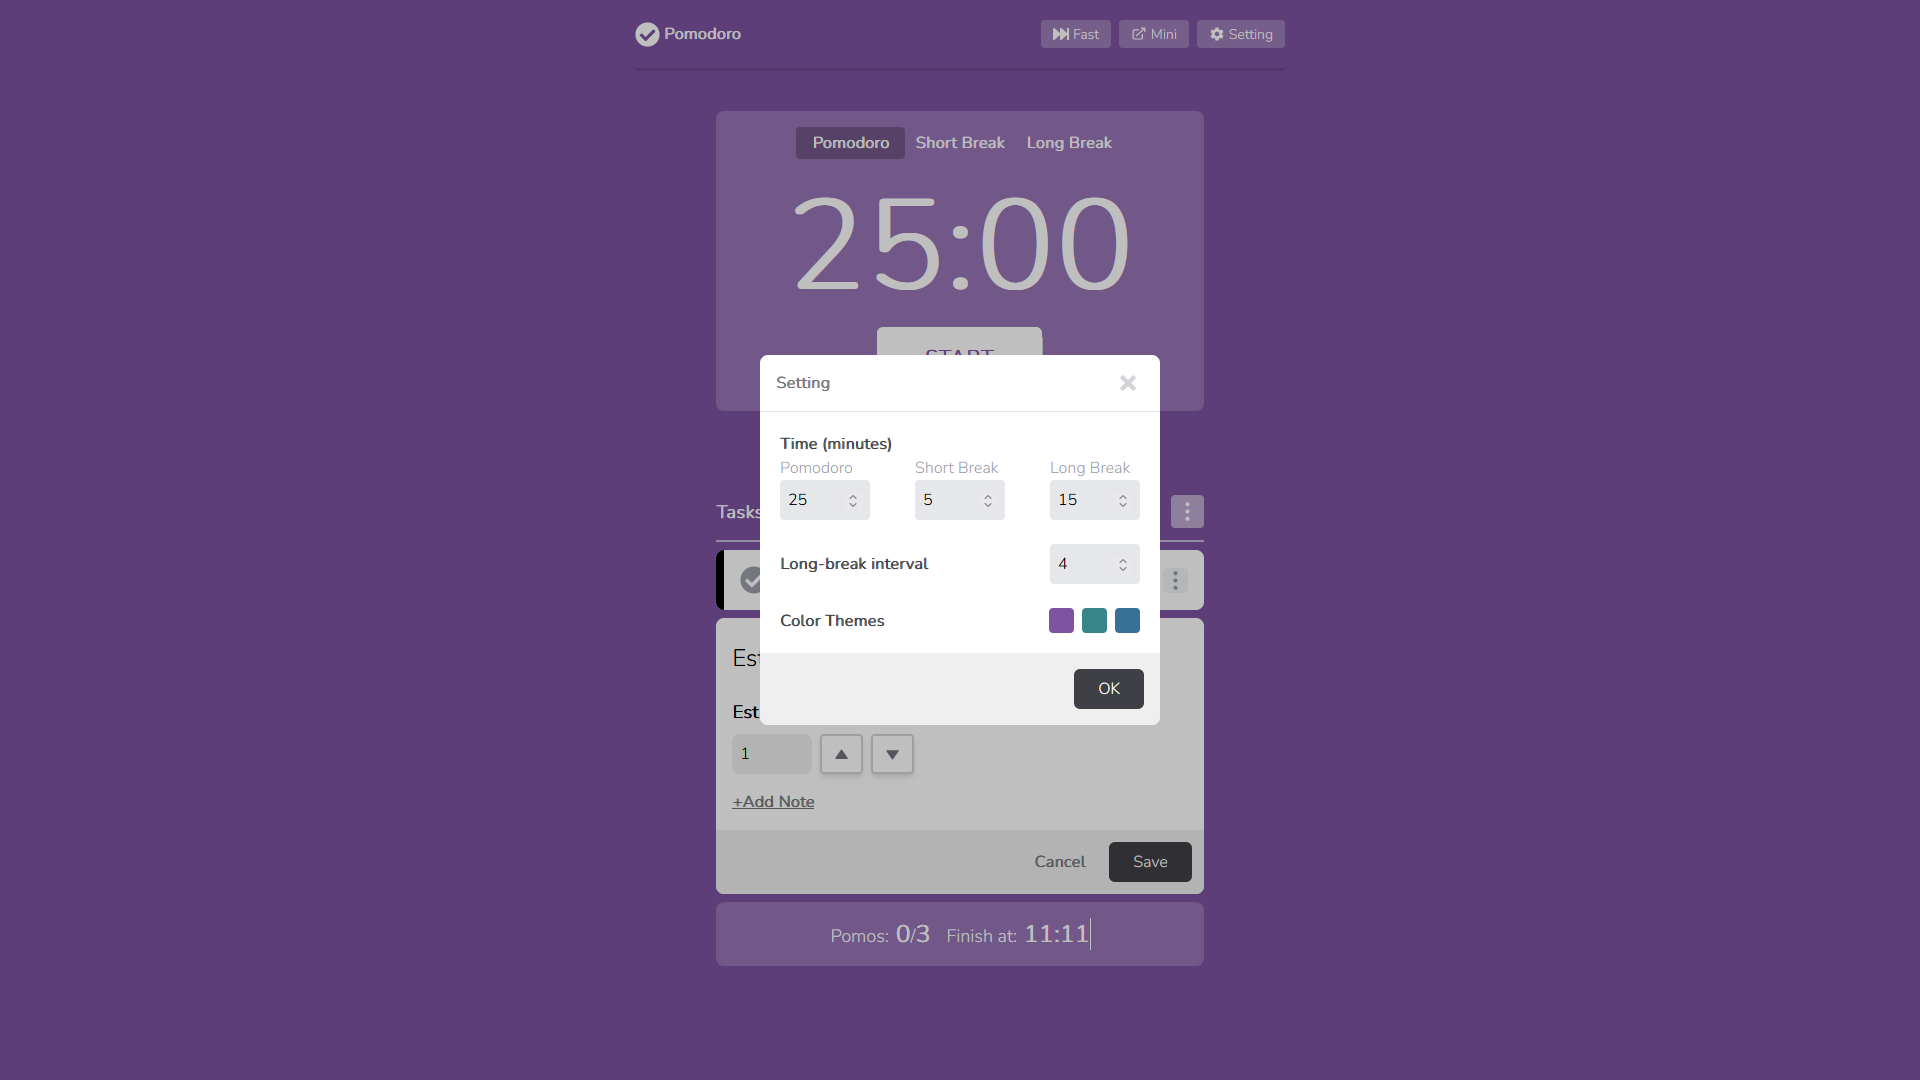 Pomodoro
Fast
Mini
Setting
Pomodoro
Short Break
Long Break
25:00
START
Setting
Time (minutes)
Pomodoro
Short Break
Long Break
25
5
15
Long-break interval
4
Color Themes
OK
Tasks
Est
Est
1
+Add Note
Cancel
Save
Pomos: 0/3 Finish at: 11:11